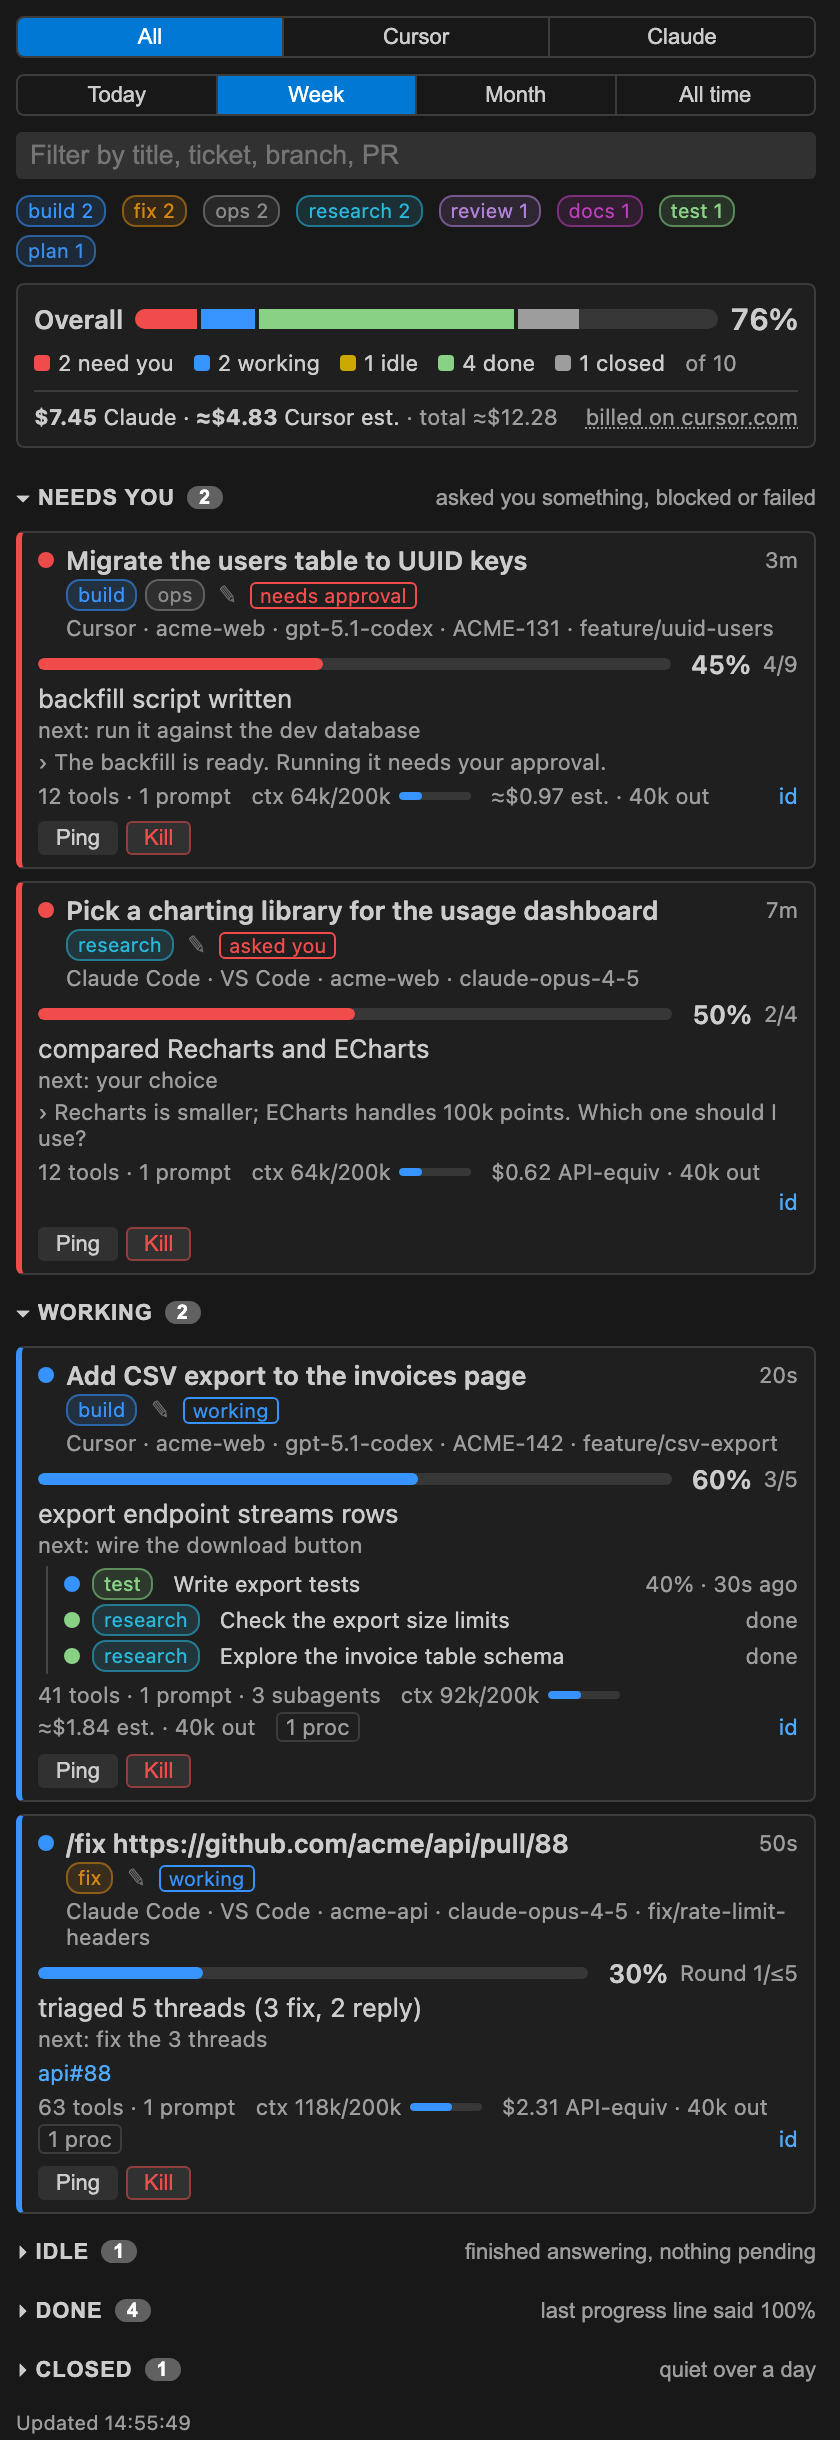 All Cursor Claude
Today Week Month All time
Filter by title, ticket, branch, PR
build 2 fix 2 ops 2 research 2 review 1 docs 1 test 1
plan 1
Overall 76%
2 need you 2 working 1 idle 4 done 1 closed of 10
$7.45 Claude · ≈$4.83 Cursor est. · total ≈$12.28 billed on cursor.com
NEEDS YOU 2 asked you something, blocked or failed
Migrate the users table to UUID keys 3m
build ops ✎ needs approval
Cursor · acme-web · gpt-5.1-codex · ACME-131 · feature/uuid-users
45% 4/9
backfill script written
next: run it against the dev database
› The backfill is ready. Running it needs your approval.
12 tools · 1 prompt ctx 64k/200k ≈$0.97 est. · 40k out id
Ping Kill
Pick a charting library for the usage dashboard 7m
research ✎ asked you
Claude Code · VS Code · acme-web · claude-opus-4-5
50% 2/4
compared Recharts and ECharts
next: your choice
› Recharts is smaller; ECharts handles 100k points. Which one should I
use?
12 tools · 1 prompt ctx 64k/200k $0.62 API-equiv · 40k out
id
Ping Kill
WORKING 2
Add CSV export to the invoices page 20s
build ✎ working
Cursor · acme-web · gpt-5.1-codex · ACME-142 · feature/csv-export
60% 3/5
export endpoint streams rows
next: wire the download button
test Write export tests 40% · 30s ago
research Check the export size limits done
research Explore the invoice table schema done
41 tools · 1 prompt · 3 subagents ctx 92k/200k
≈$1.84 est. · 40k out 1 proc id
Ping Kill
/fix https://github.com/acme/api/pull/88 50s
fix ✎ working
Claude Code · VS Code · acme-api · claude-opus-4-5 · fix/rate-limit-
headers
30% Round 1/≤5
triaged 5 threads (3 fix, 2 reply)
next: fix the 3 threads
api#88
63 tools · 1 prompt ctx 118k/200k $2.31 API-equiv · 40k out
1 proc id
Ping Kill
IDLE 1 finished answering, nothing pending
DONE 4 last progress line said 100%
CLOSED 1 quiet over a day
Updated 14:55:49